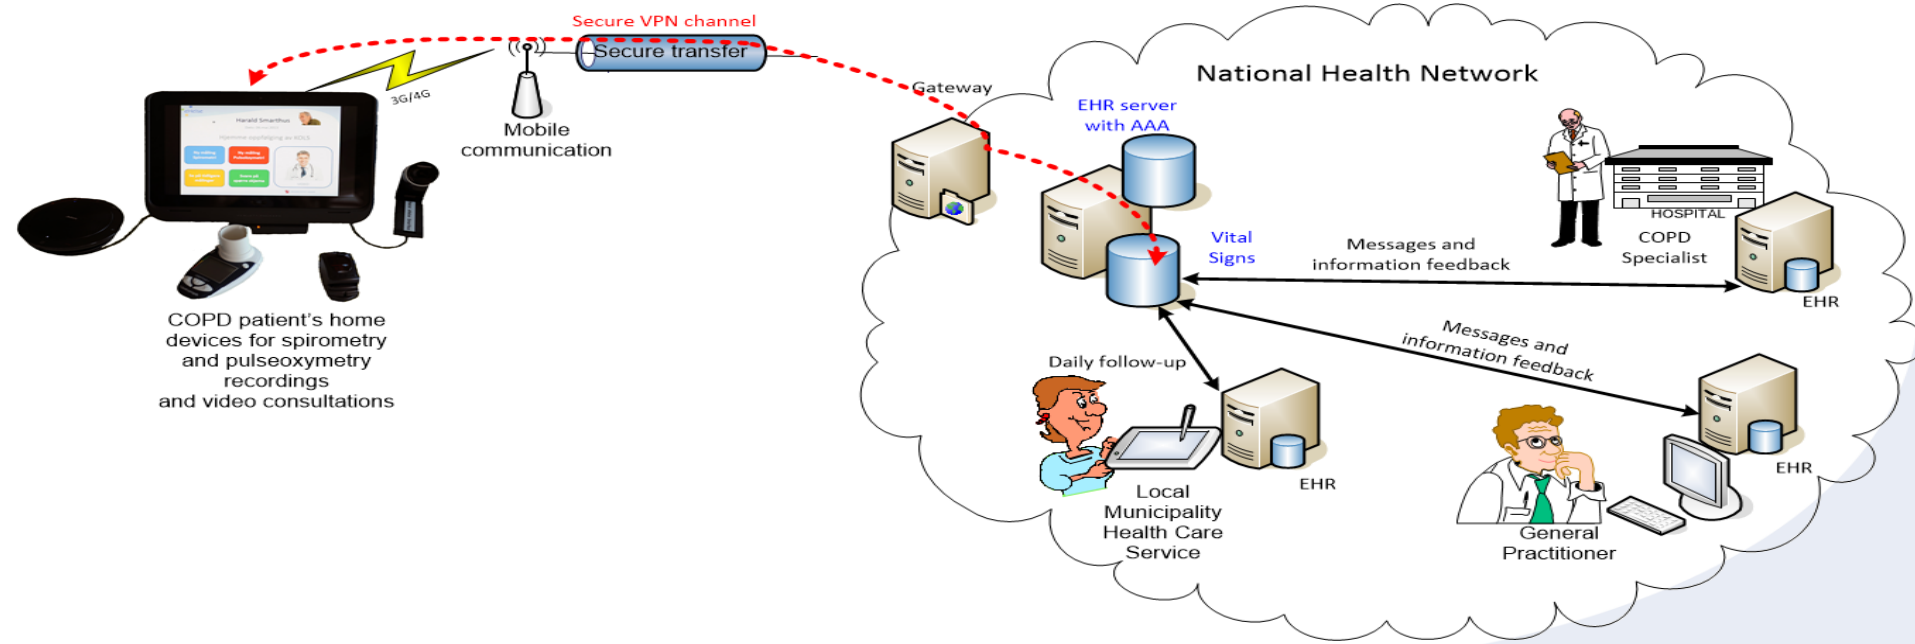 Secure VPN channel
Secure transfer
3G/4G
Mobile
communication
Harald Smarthus
COPD patient's home
devices for spirometry
and pulseoxymetry
recordings
and video consultations
Gateway
National Health Network
EHR server
with AAA
Vital
Signs
HOSPITAL
COPD
Specialist
EHR
Messages and
information feedback
Messages and
information feedback
Daily follow-up
EHR
Local
Municipality
Health Care
Service
EHR
General
Practitioner